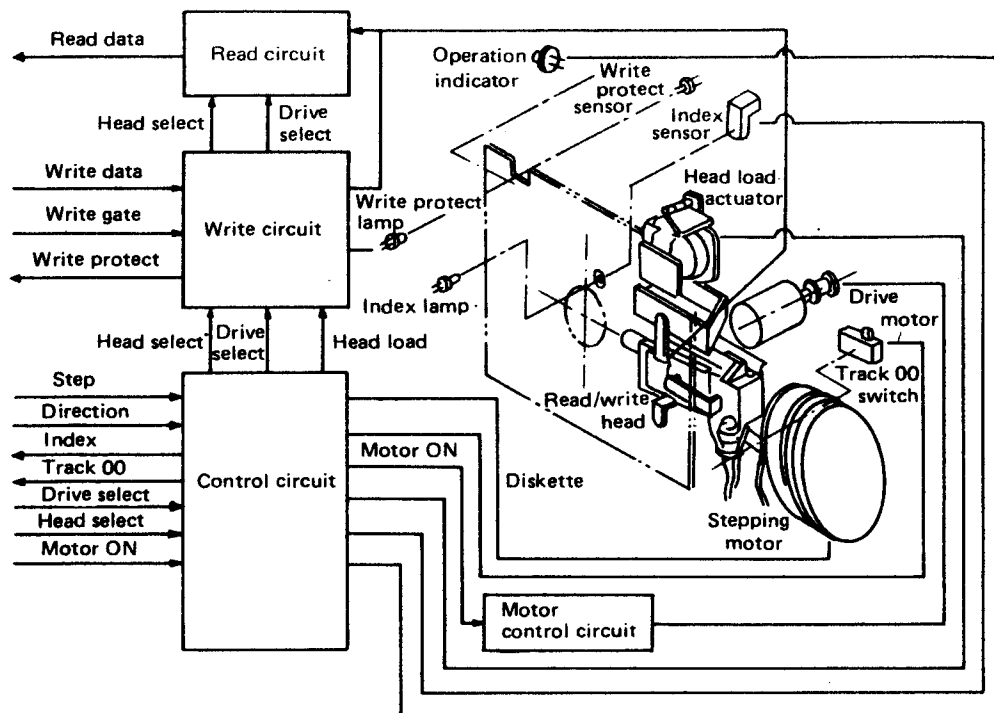 Read data
Read circuit
Operation
indicator
Write
protect
sensor
Index
sensor
Head select
Drive
select
Write data
Write gate
Write protect
Write circuit
Write protect
lamp
Head load
actuator
Index lamp
Drive
motor
Head select
Drive
select
Head load
Track 00
switch
Read/write
head
Step
Direction
Index
Track 00
Drive select
Head select
Motor ON
Control circuit
Motor ON
Diskette
Stepping
motor
Motor
control circuit